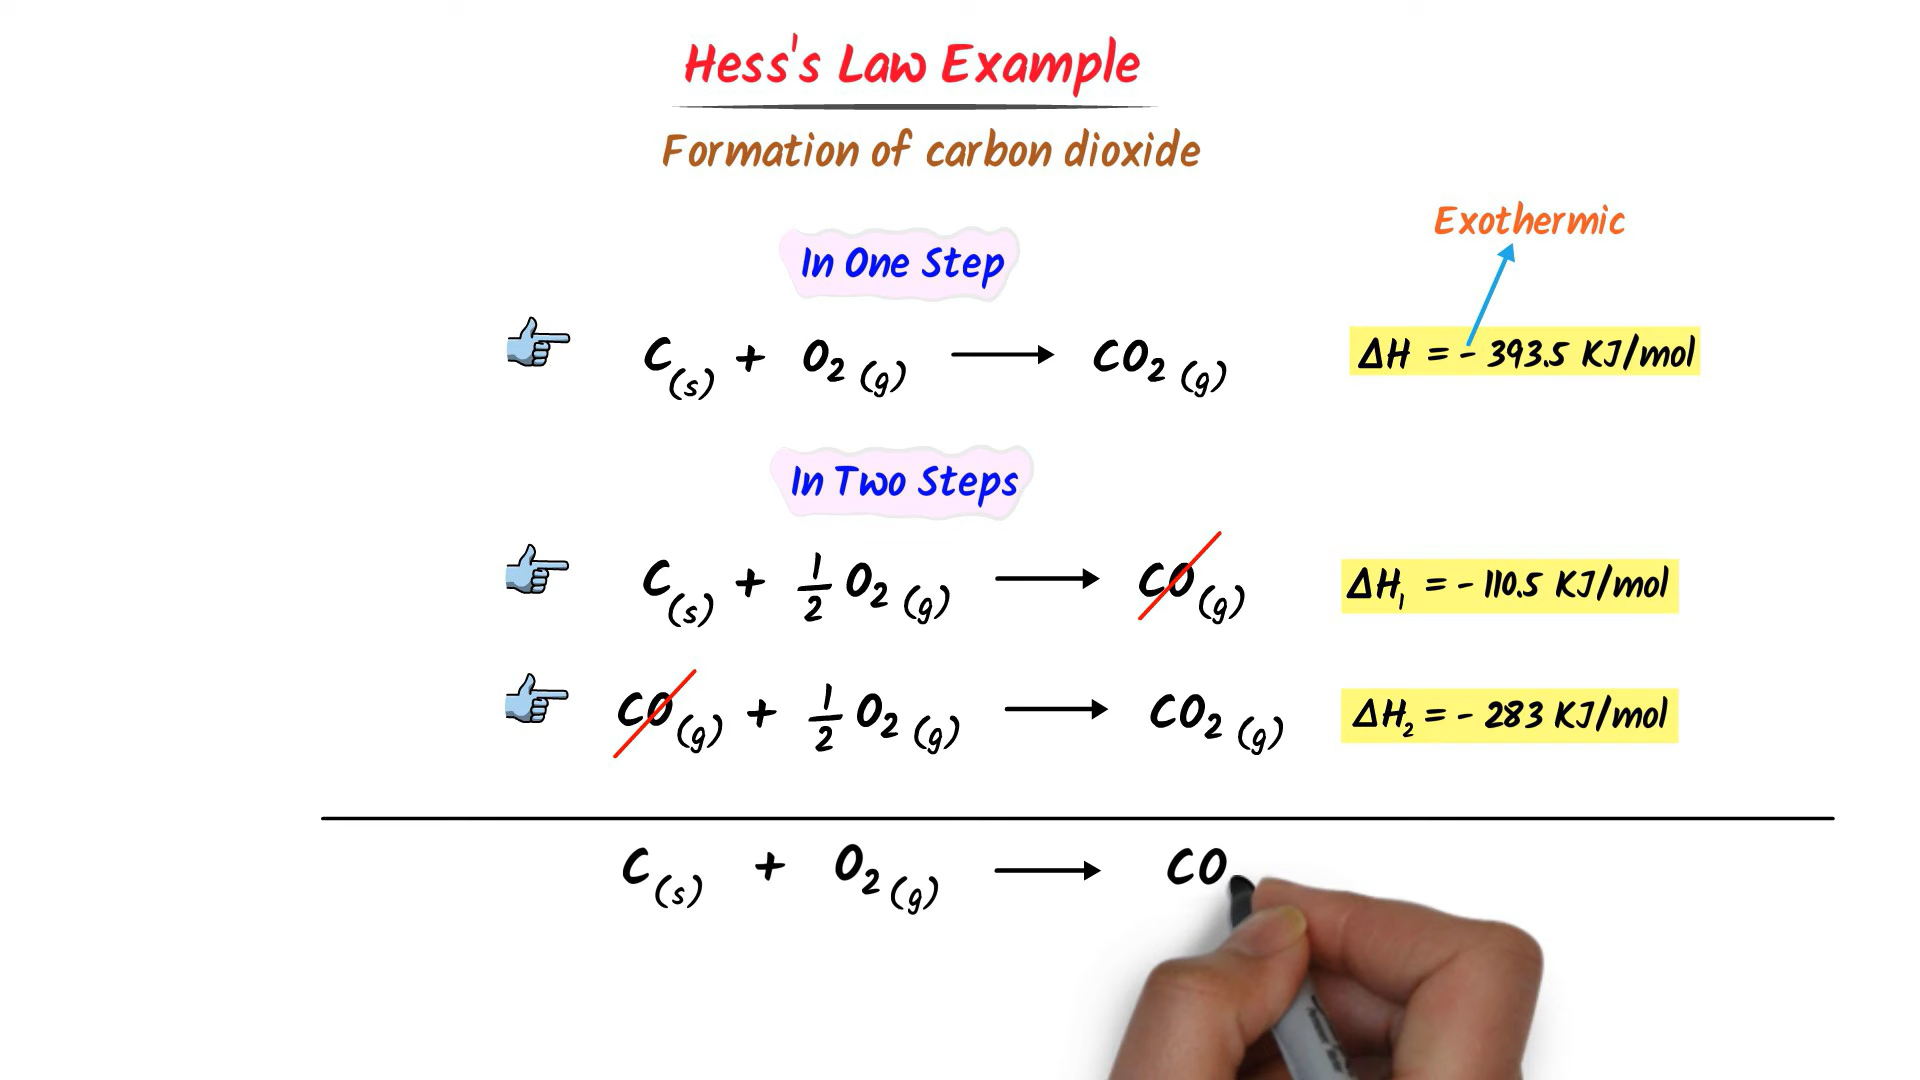 Hess's Law Example
Formation of carbon dioxide
Exothermic
In One Step
C(s) + O2 (g) → CO2 (g) ΔH = - 393.5 KJ/mol
In Two Steps
C(s) + 1/2 O2 (g) → CO(g) ΔH1 = - 110.5 KJ/mol
CO(g) + 1/2 O2 (g) → CO2 (g) ΔH2 = - 283 KJ/mol
C(s) + O2(g) → CO